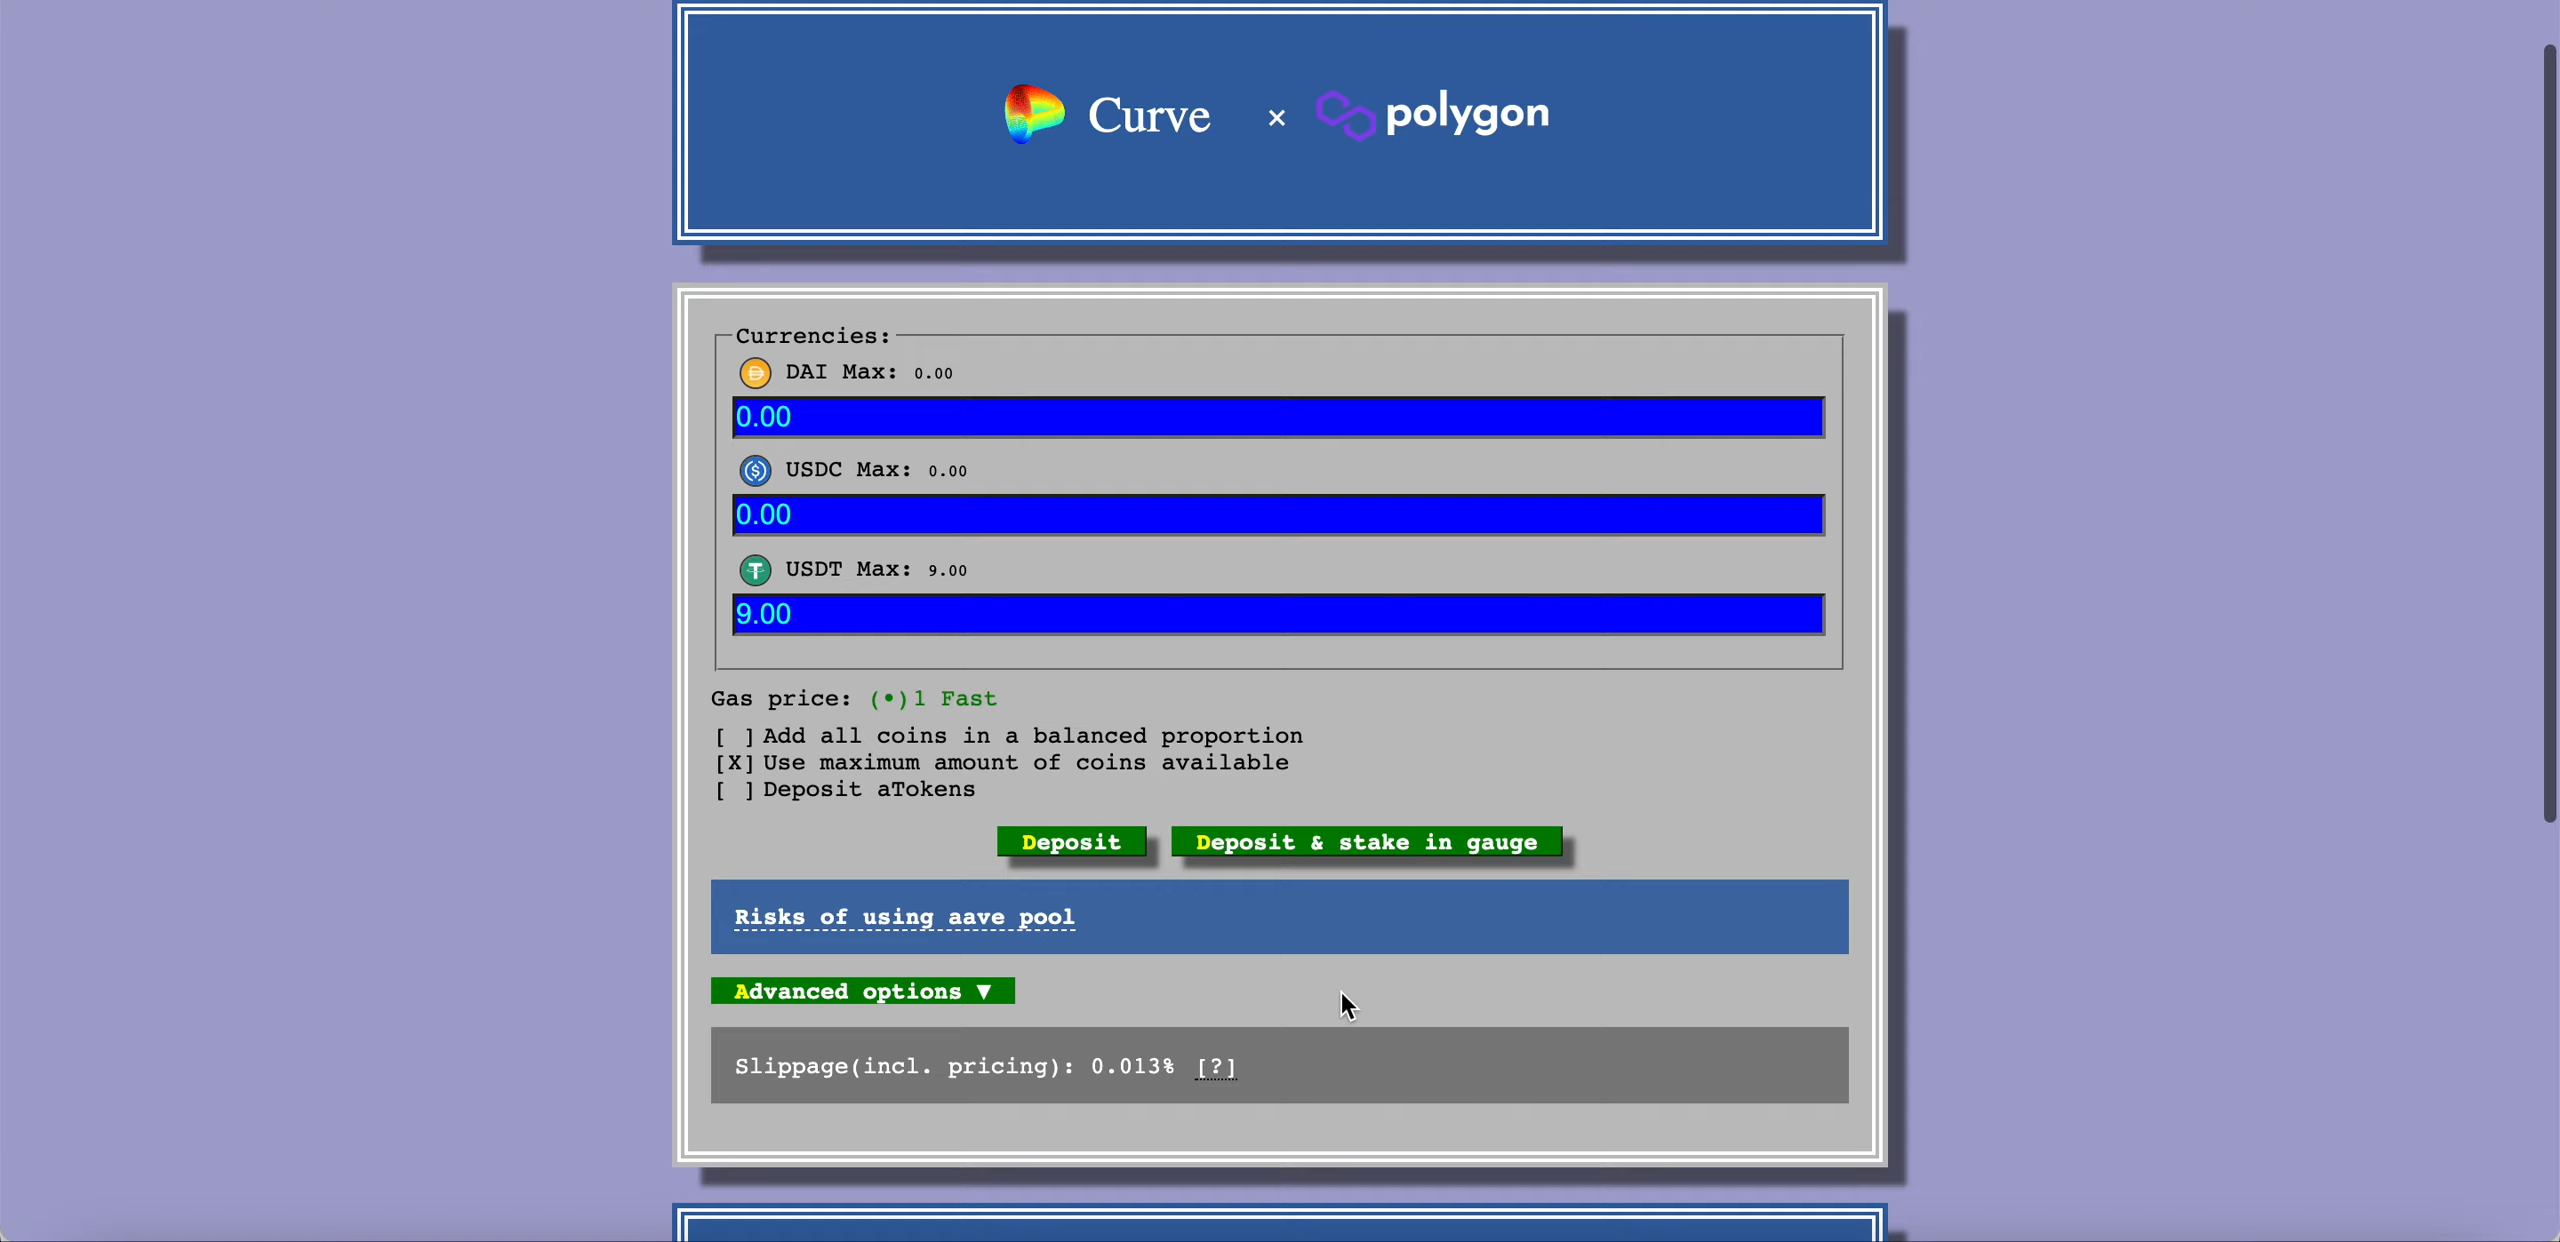 Curve × polygon
Currencies:
DAI Max: 0.00
0.00
USDC Max: 0.00
0.00
USDT Max: 9.00
9.00
Gas price: (•)1 Fast
[ ]Add all coins in a balanced proportion
[X]Use maximum amount of coins available
[ ]Deposit aTokens
Deposit Deposit & stake in gauge
Risks of using aave pool
Advanced options ▼
Slippage(incl. pricing): 0.013% [?]